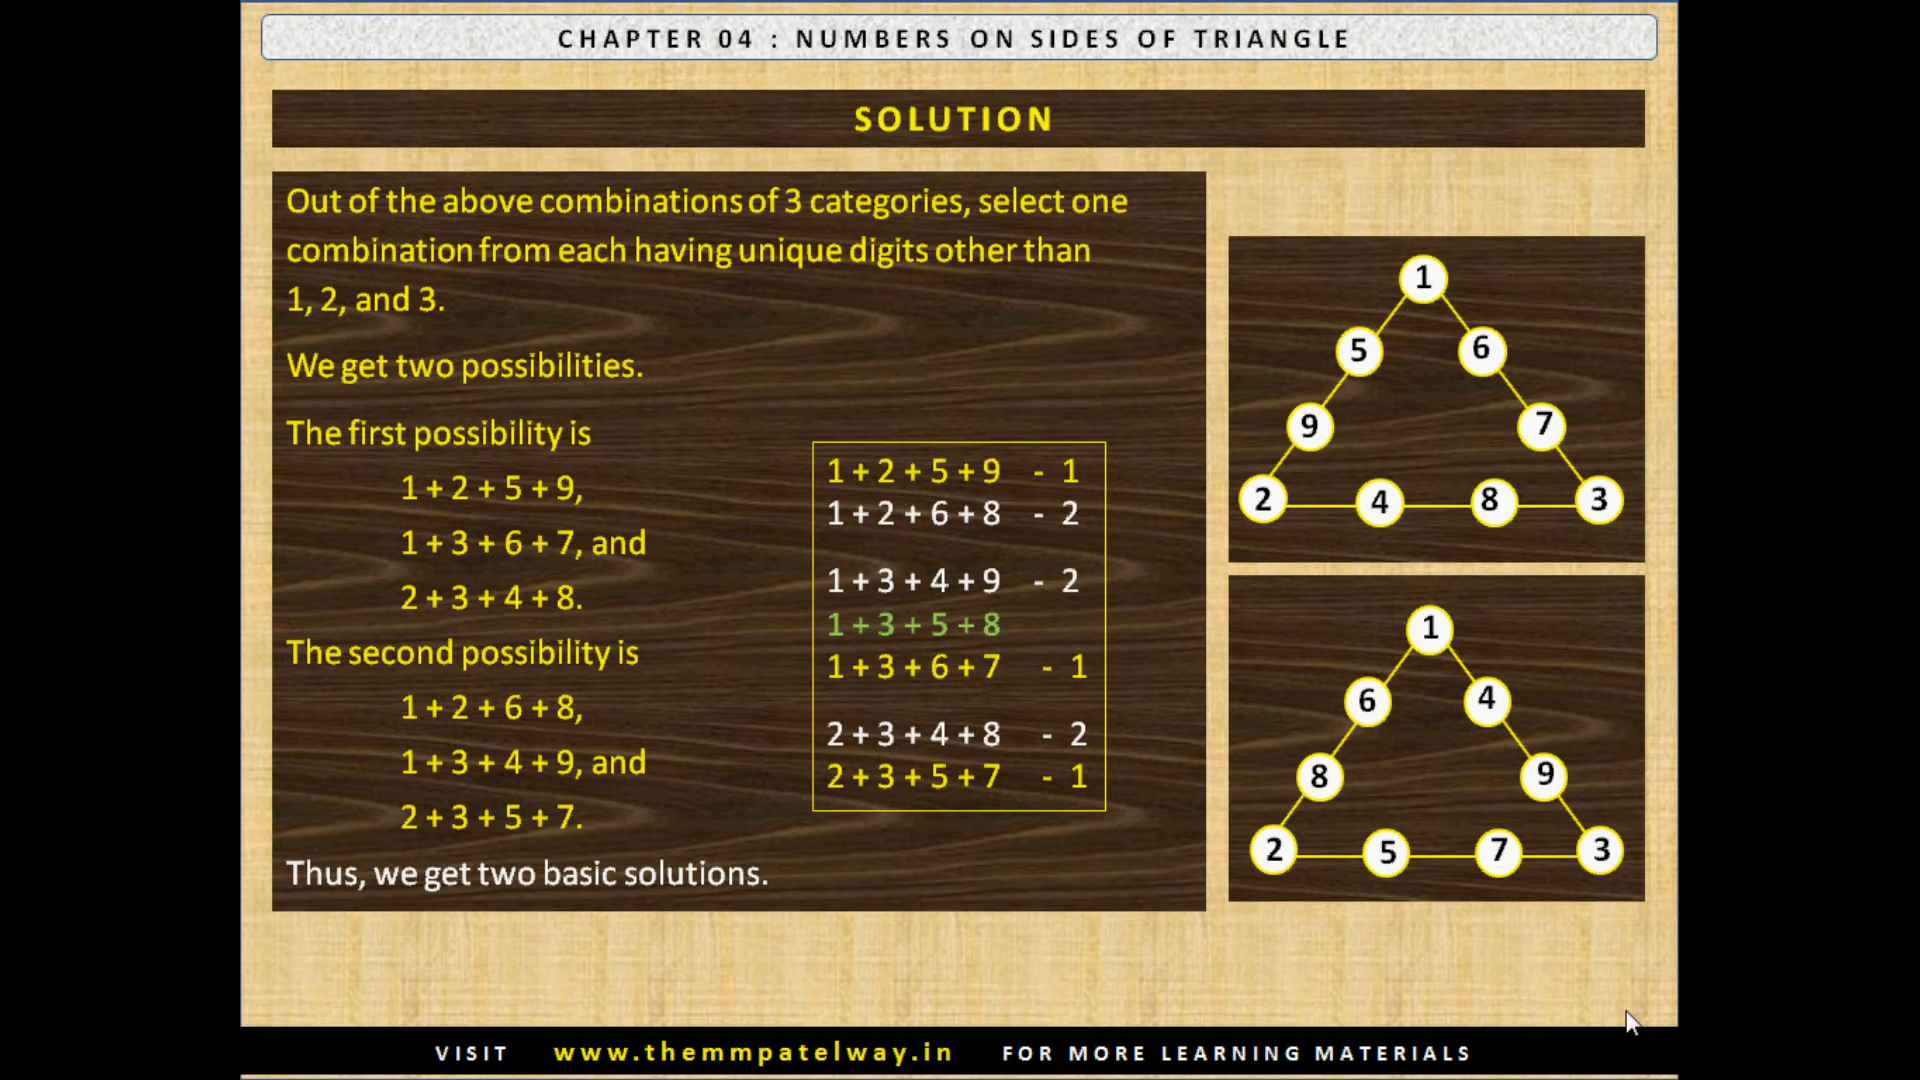 CHAPTER 04 : NUMBERS ON SIDES OF TRIANGLE
SOLUTION
Out of the above combinations of 3 categories, select one
combination from each having unique digits other than
1, 2, and 3.
We get two possibilities.
The first possibility is
1 + 2 + 5 + 9,
1 + 3 + 6 + 7, and
2 + 3 + 4 + 8.
The second possibility is
1 + 2 + 6 + 8,
1 + 3 + 4 + 9, and
2 + 3 + 5 + 7.
Thus, we get two basic solutions.
1 + 2 + 5 + 9 - 1
1 + 2 + 6 + 8 - 2
1 + 3 + 4 + 9 - 2
1 + 3 + 5 + 8
1 + 3 + 6 + 7 - 1
2 + 3 + 4 + 8 - 2
2 + 3 + 5 + 7 - 1
1
5 6
9 7
2 4 8 3
1
6 4
8 9
2 5 7 3
VISIT www.themmpatelway.in FOR MORE LEARNING MATERIALS